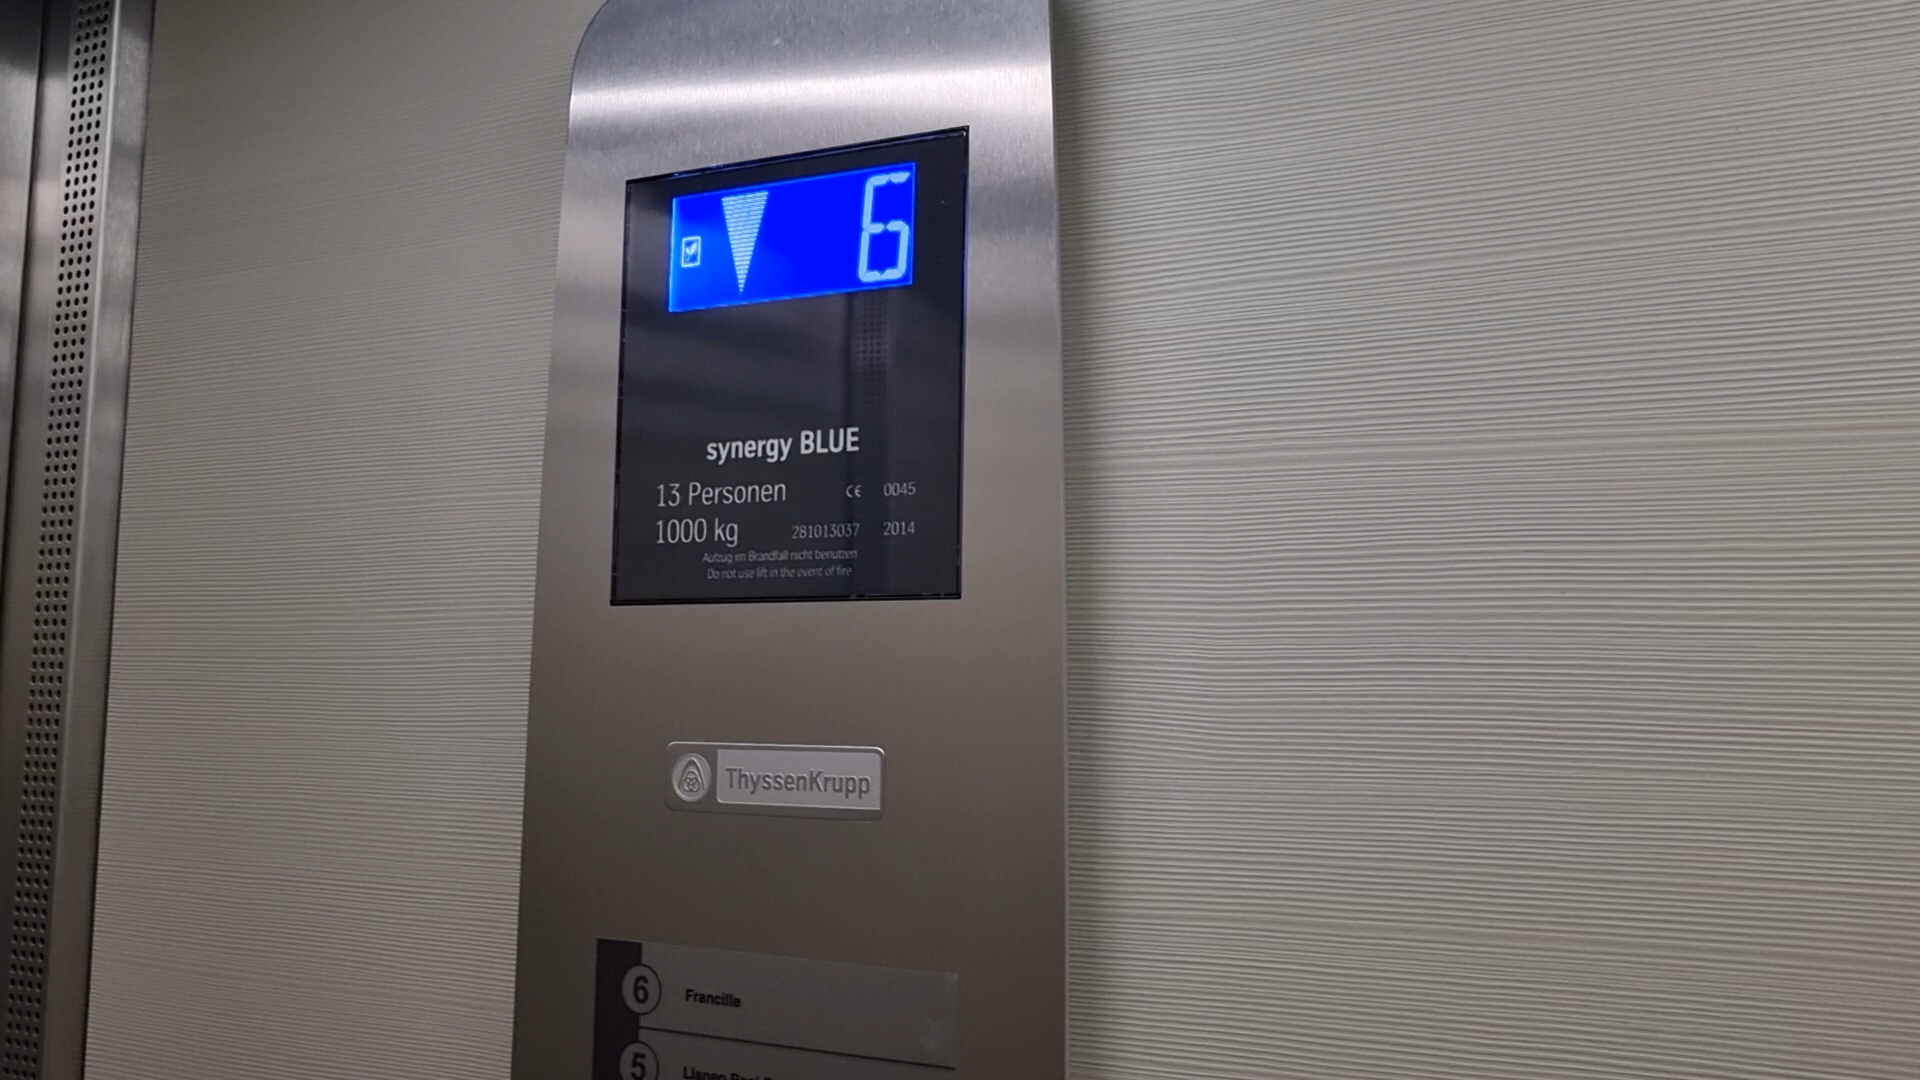 6
synergy BLUE
13 Personen CE 0045
1000 kg 281013037 2014
Aufzug im Brandfall nicht benutzen
Do not use lift in the event of fire
ThyssenKrupp
6 Francille
5